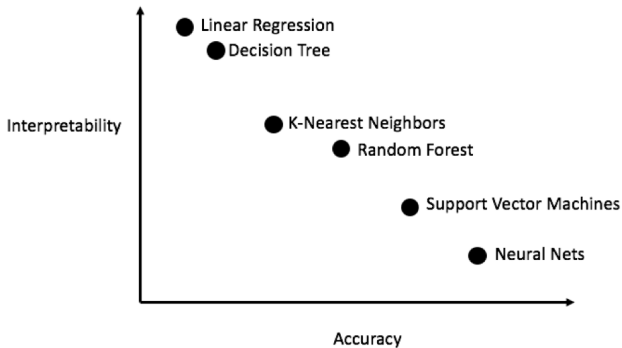 Linear Regression
Decision Tree
Interpretability
K-Nearest Neighbors
Random Forest
Support Vector Machines
Neural Nets
Accuracy